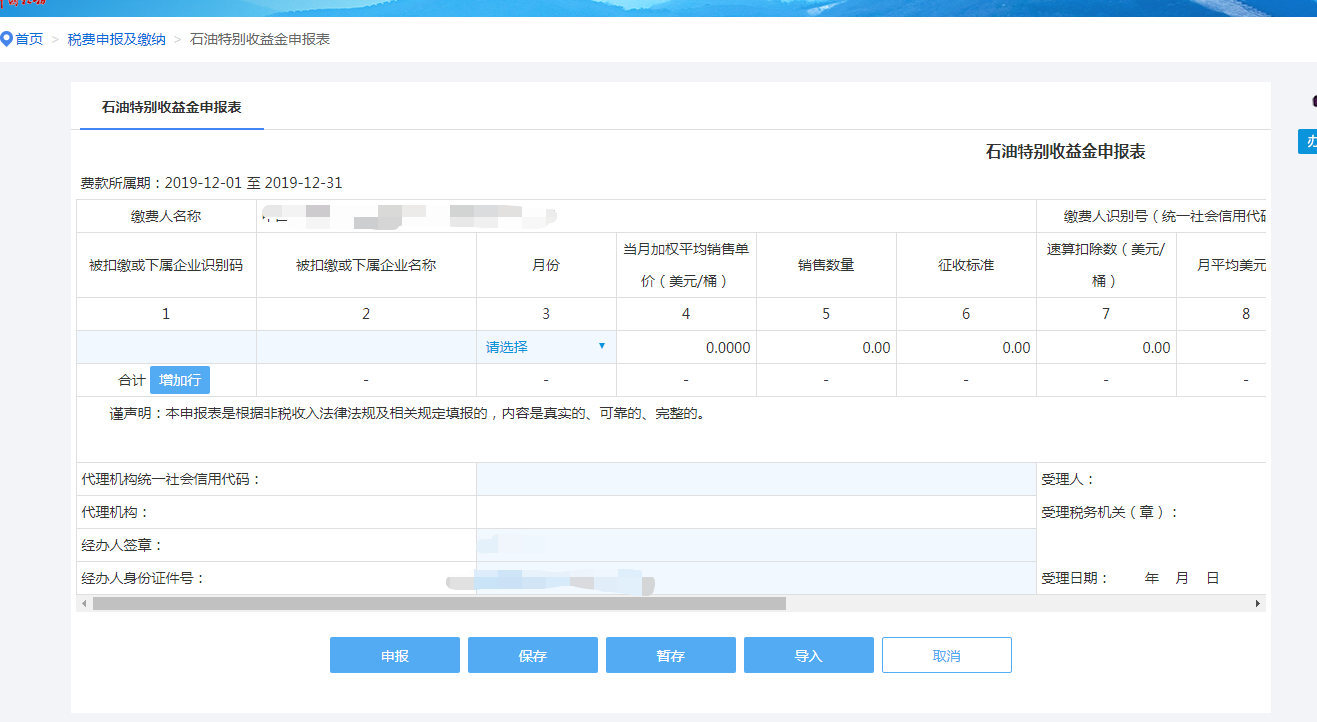 首页 > 税费申报及缴纳 > 石油特别收益金申报表
石油特别收益金申报表
石油特别收益金申报表
费款所属期：2019-12-01 至 2019-12-31
缴费人名称
缴费人识别号（统一社会信用代码
被扣缴或下属企业识别码
被扣缴或下属企业名称
月份
当月加权平均销售单
价（美元/桶）
销售数量
征收标准
速算扣除数（美元/
桶）
月平均美元
1 2 3 4 5 6 7 8
请选择 0.0000 0.00 0.00 0.00
合计 增加行 - - - - - - -
谨声明：本申报表是根据非税收入法律法规及相关规定填报的，内容是真实的、可靠的、完整的。
代理机构统一社会信用代码：
受理人：
代理机构：
受理税务机关（章）：
经办人签章：
经办人身份证件号：
受理日期： 年 月 日
申报 保存 暂存 导入 取消